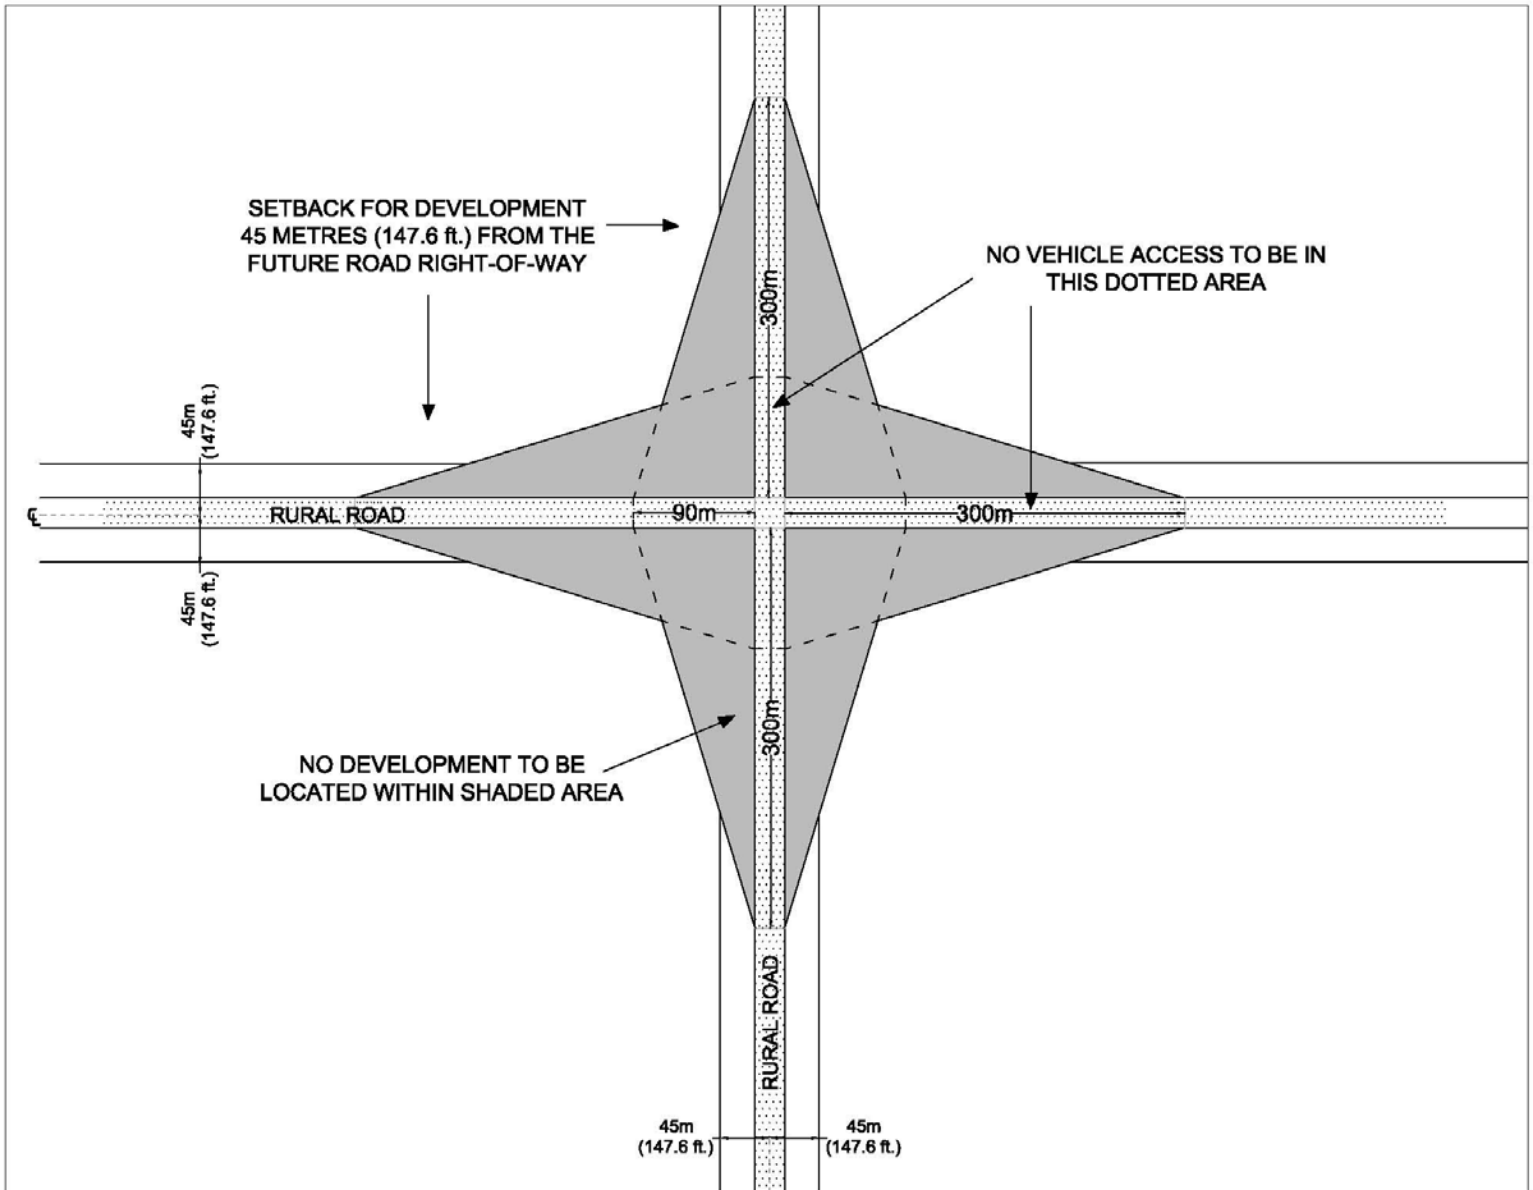 SETBACK FOR DEVELOPMENT
45 METRES (147.6 ft.) FROM THE
FUTURE ROAD RIGHT-OF-WAY
NO VEHICLE ACCESS TO BE IN
THIS DOTTED AREA
300m
45m
(147.6 ft.)
℄
RURAL ROAD
90m
300m
45m
(147.6 ft.)
300m
NO DEVELOPMENT TO BE
LOCATED WITHIN SHADED AREA
RURAL ROAD
45m
(147.6 ft.)
45m
(147.6 ft.)